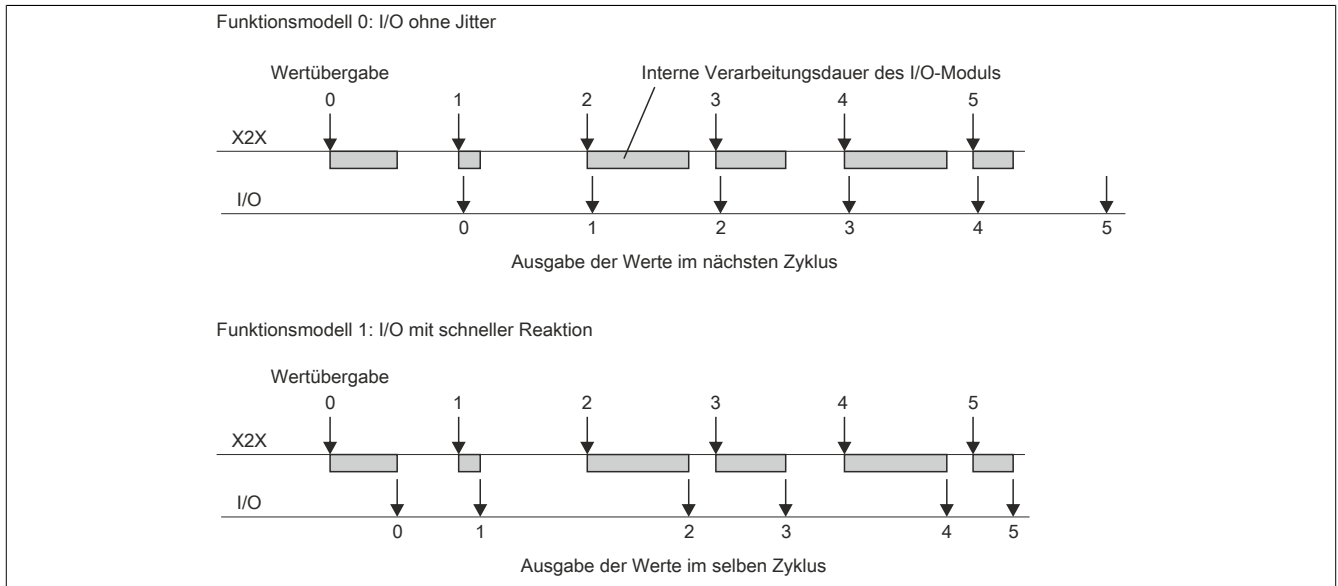 Funktionsmodell 0: I/O ohne Jitter
Wertübergabe Interne Verarbeitungsdauer des I/O-Moduls
0 1 2 3 4 5
X2X
I/O
0 1 2 3 4 5
Ausgabe der Werte im nächsten Zyklus
Funktionsmodell 1: I/O mit schneller Reaktion
Wertübergabe
0 1 2 3 4 5
X2X
I/O
0 1 2 3 4 5
Ausgabe der Werte im selben Zyklus